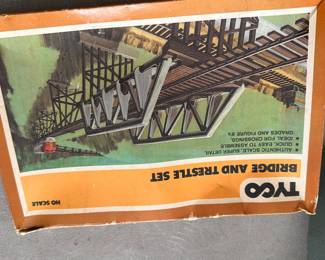 HO SCALE
TYCO
BRIDGE AND TRESTLE SET
★ AUTHENTIC SCALE, SUPER DETAIL.
★ QUICK, EASY TO ASSEMBLE.
★ IDEAL FOR CROSSINGS,
GRADES AND FIGURE 8's